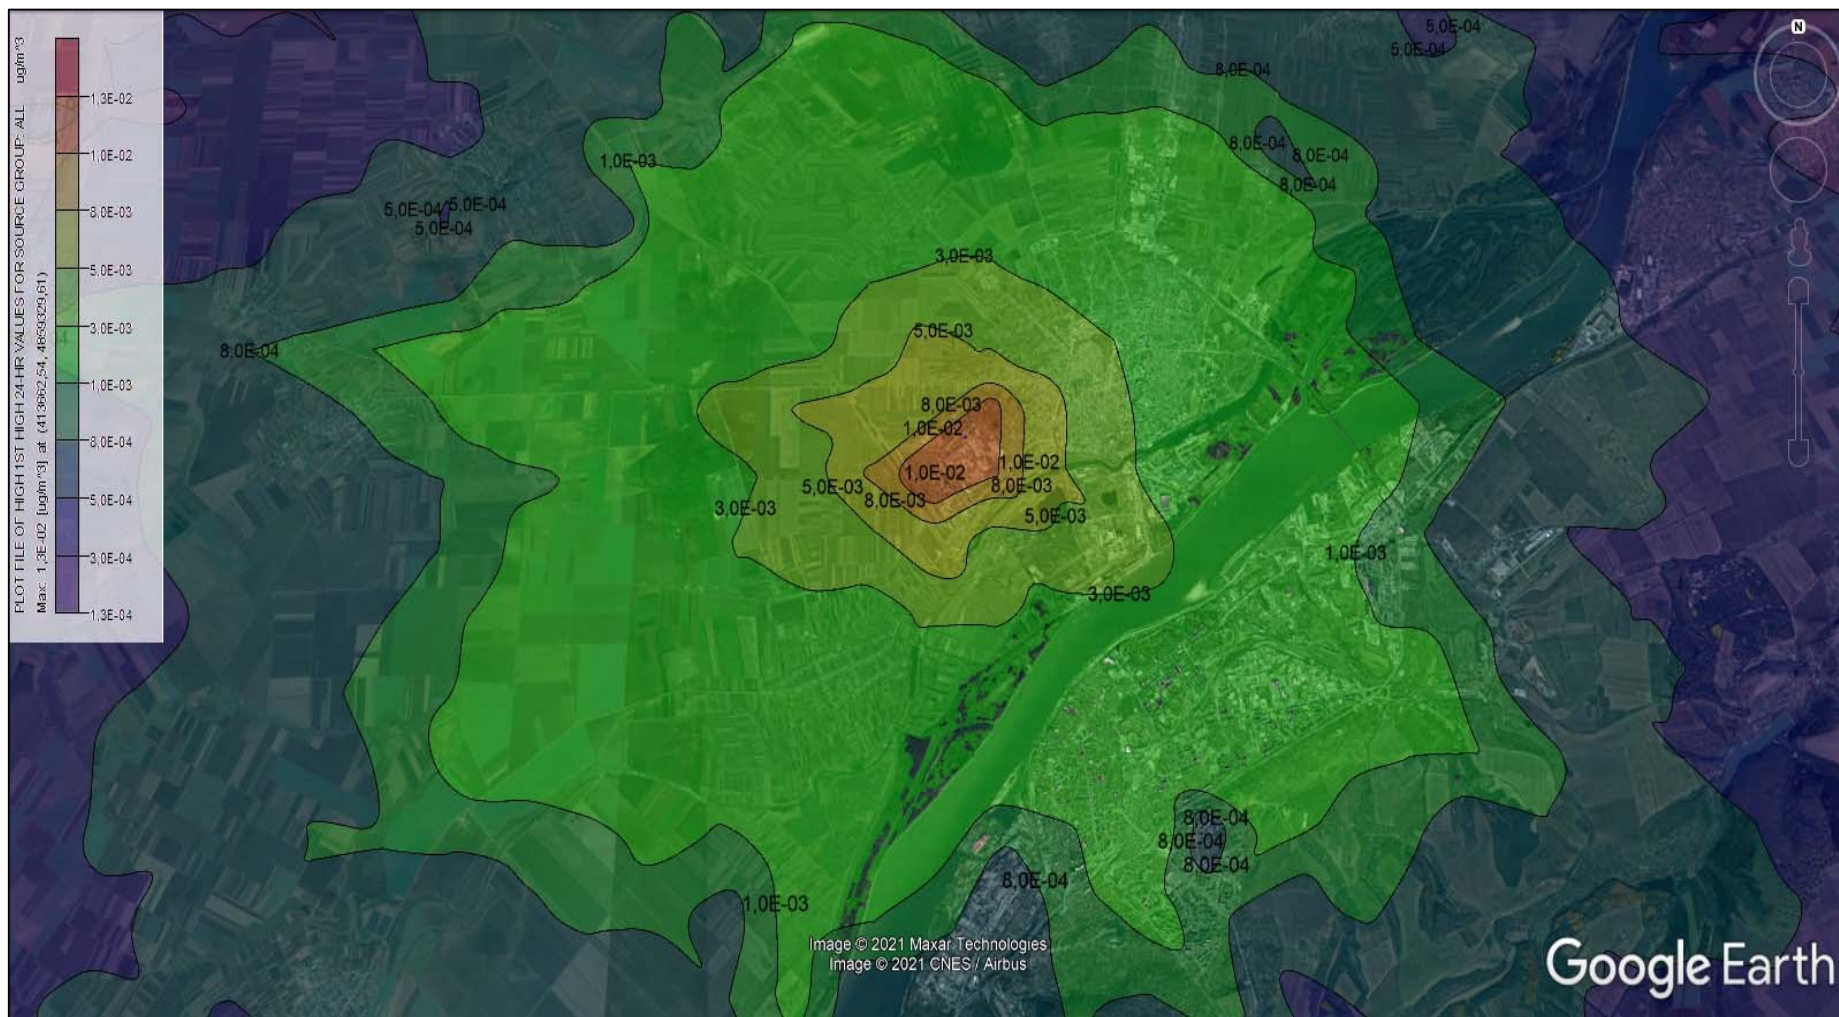 PLOT FILE OF HIGH 1ST HIGH 24-HR VALUES FOR SOURCE GROUP: ALL ug/m^3
Max: 1,3E-02 [ug/m^3] at (413662,54, 4859329,61)
1,3E-02
1,0E-02
8,0E-03
5,0E-03
3,0E-03
1,0E-03
8,0E-04
5,0E-04
3,0E-04
1,3E-04
N
5,0E-04
5,0E-04
8,0E-04
8,0E-04
8,0E-04
8,0E-04
1,0E-03
5,0E-04 5,0E-04
5,0E-04
3,0E-03
5,0E-03
8,0E-04
8,0E-03
1,0E-02
1,0E-02 1,0E-02
5,0E-03 8,0E-03
8,0E-03
3,0E-03 5,0E-03
1,0E-03
3,0E-03
8,0E-04
8,0E-04
8,0E-04
8,0E-04
1,0E-03
Image © 2021 Maxar Technologies
Image © 2021 CNES / Airbus
Google Earth